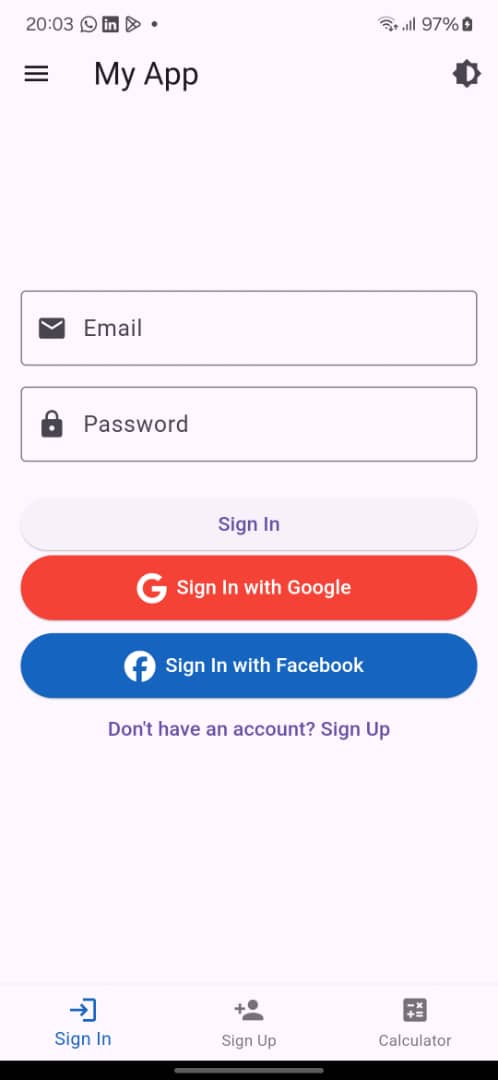 20:03 97%
My App
Email
Password
Sign In
Sign In with Google
Sign In with Facebook
Don't have an account? Sign Up
Sign In Sign Up Calculator